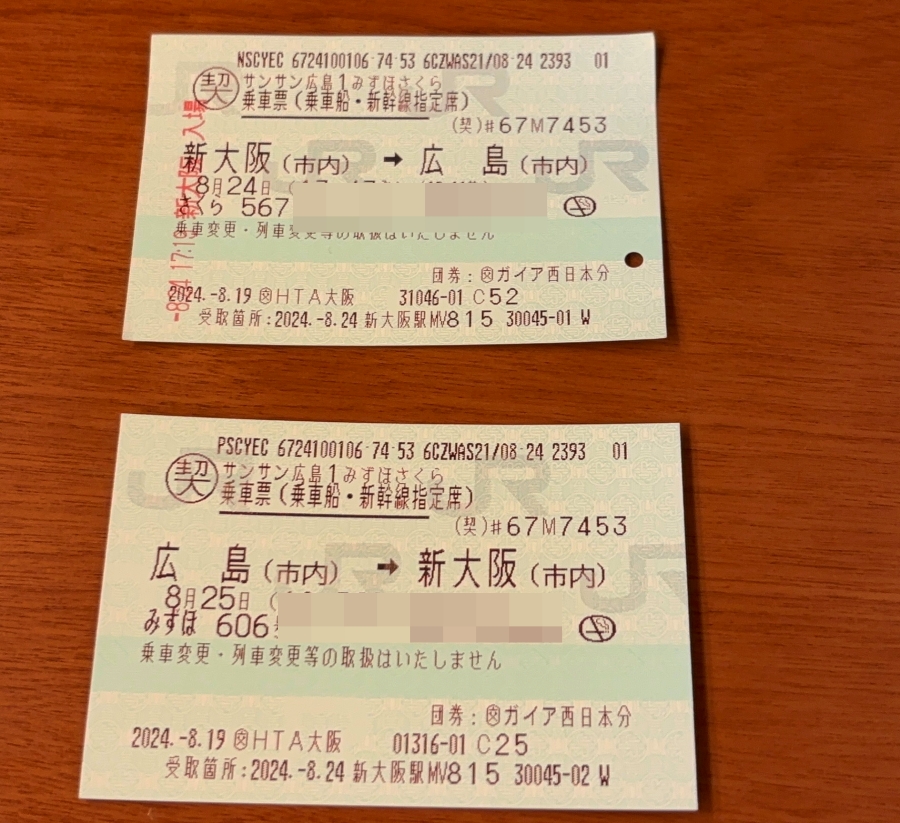 NSCYEC 6724100106-74-53 6CZWAS21/08-24 2393 01
契 サンサン広島1みずほさくら
乗車票(乗車船・新幹線指定席)
(契)#67M7453
新大阪(市内) ➡ 広 島(市内)
8月24日
さくら 567
乗車変更・列車変更等の取扱はいたしません
団券:㊋ガイア西日本分
2024.-8.19 HTA大阪 31046-01 C52
受取箇所:2024.-8.24 新大阪駅MV815 30045-01 W
新大阪 入場
PSCYEC 6724100106-74-53 6CZWAS21/08-24 2393 01
契 サンサン広島1みずほさくら
乗車票(乗車船・新幹線指定席)
(契)#67M7453
広 島(市内) ➡ 新大阪(市内)
8月25日
みずほ 606
乗車変更・列車変更等の取扱はいたしません
団券:ガイア西日本分
2024.-8.19 HTA大阪 01316-01 C25
受取箇所:2024.-8.24 新大阪駅MV815 30045-02 W